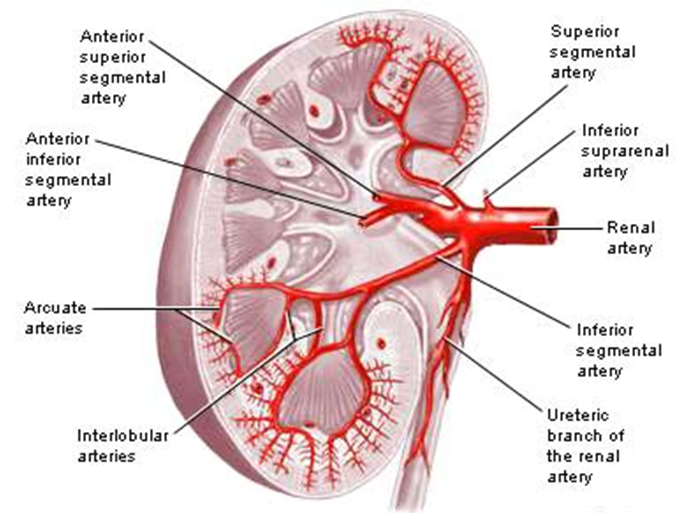 Anterior
superior
segmental
artery
Superior
segmental
artery
Anterior
inferior
segmental
artery
Inferior
suprarenal
artery
Renal
artery
Arcuate
arteries
Inferior
segmental
artery
Interlobular
arteries
Ureteric
branch of
the renal
artery